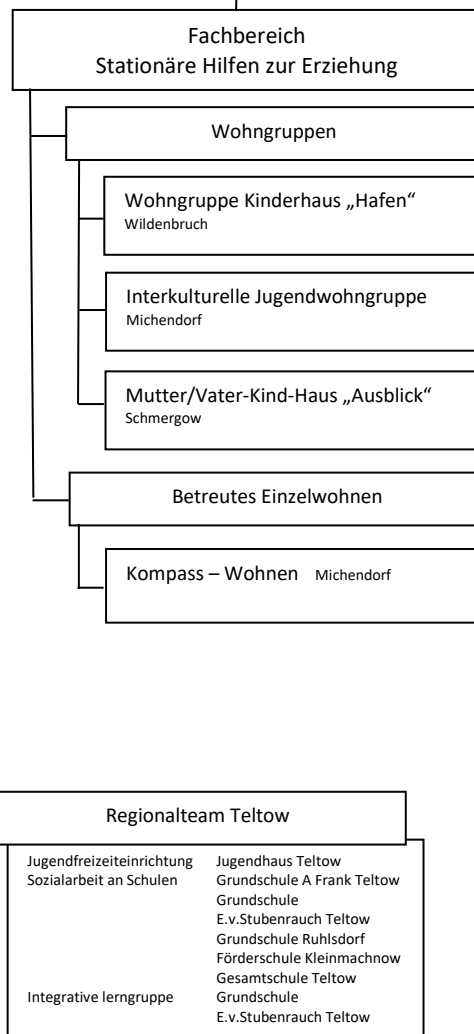 Fachbereich
Stationäre Hilfen zur Erziehung
Wohngruppen
Wohngruppe Kinderhaus „Hafen“
Wildenbruch
Interkulturelle Jugendwohngruppe
Michendorf
Mutter/Vater-Kind-Haus „Ausblick“
Schmergow
Betreutes Einzelwohnen
Kompass – Wohnen Michendorf
Regionalteam Teltow
Jugendfreizeiteinrichtung Jugendhaus Teltow
Sozialarbeit an Schulen Grundschule A Frank Teltow
Grundschule
E.v.Stubenrauch Teltow
Grundschule Ruhlsdorf
Förderschule Kleinmachnow
Gesamtschule Teltow
Integrative lerngruppe Grundschule
E.v.Stubenrauch Teltow